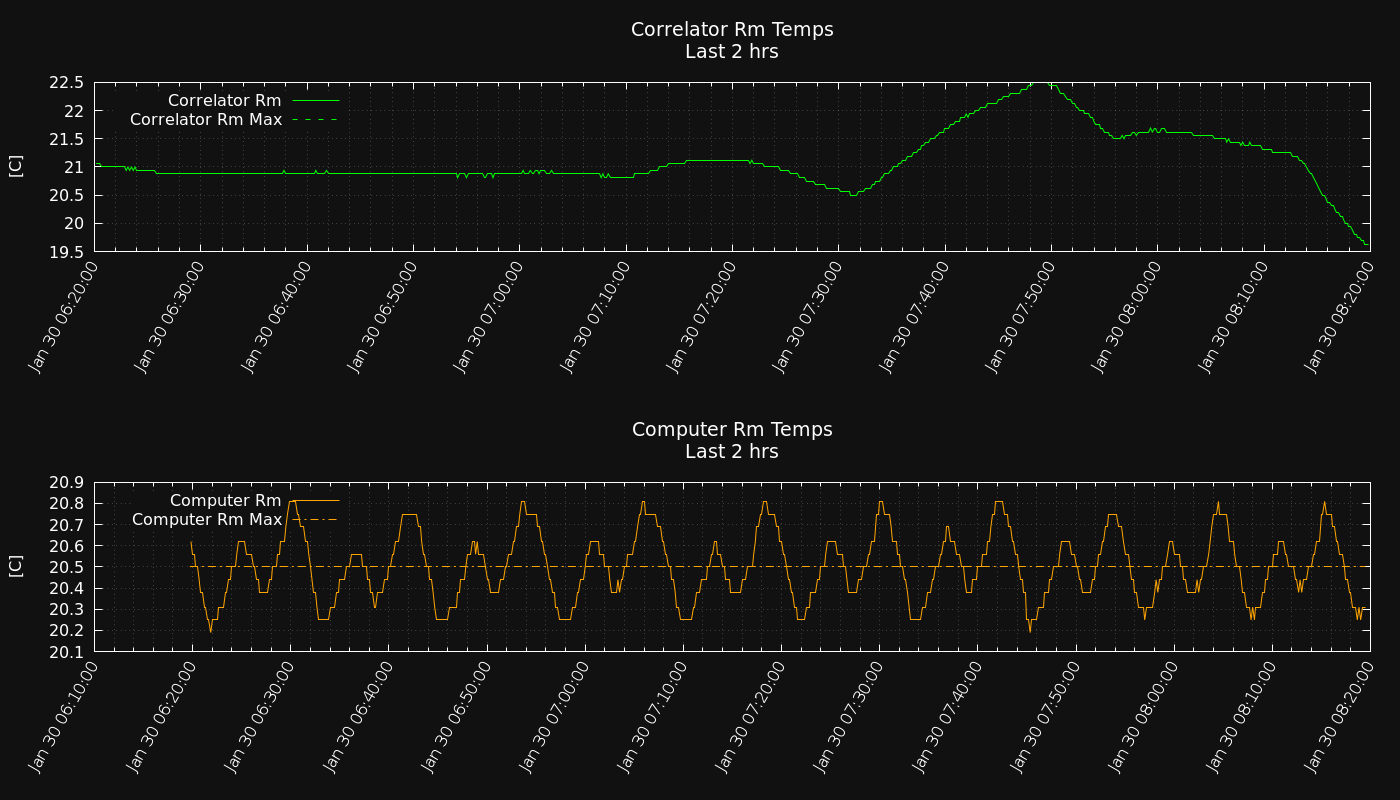 Correlator Rm Temps
Last 2 hrs
22.5
22
21.5
21
20.5
20
19.5
[C]
Correlator Rm
Correlator Rm Max
Jan 30 06:20:00
Jan 30 06:30:00
Jan 30 06:40:00
Jan 30 06:50:00
Jan 30 07:00:00
Jan 30 07:10:00
Jan 30 07:20:00
Jan 30 07:30:00
Jan 30 07:40:00
Jan 30 07:50:00
Jan 30 08:00:00
Jan 30 08:10:00
Jan 30 08:20:00
Computer Rm Temps
Last 2 hrs
20.9
20.8
20.7
20.6
20.5
20.4
20.3
20.2
20.1
[C]
Computer Rm
Computer Rm Max
Jan 30 06:10:00
Jan 30 06:20:00
Jan 30 06:30:00
Jan 30 06:40:00
Jan 30 06:50:00
Jan 30 07:00:00
Jan 30 07:10:00
Jan 30 07:20:00
Jan 30 07:30:00
Jan 30 07:40:00
Jan 30 07:50:00
Jan 30 08:00:00
Jan 30 08:10:00
Jan 30 08:20:00